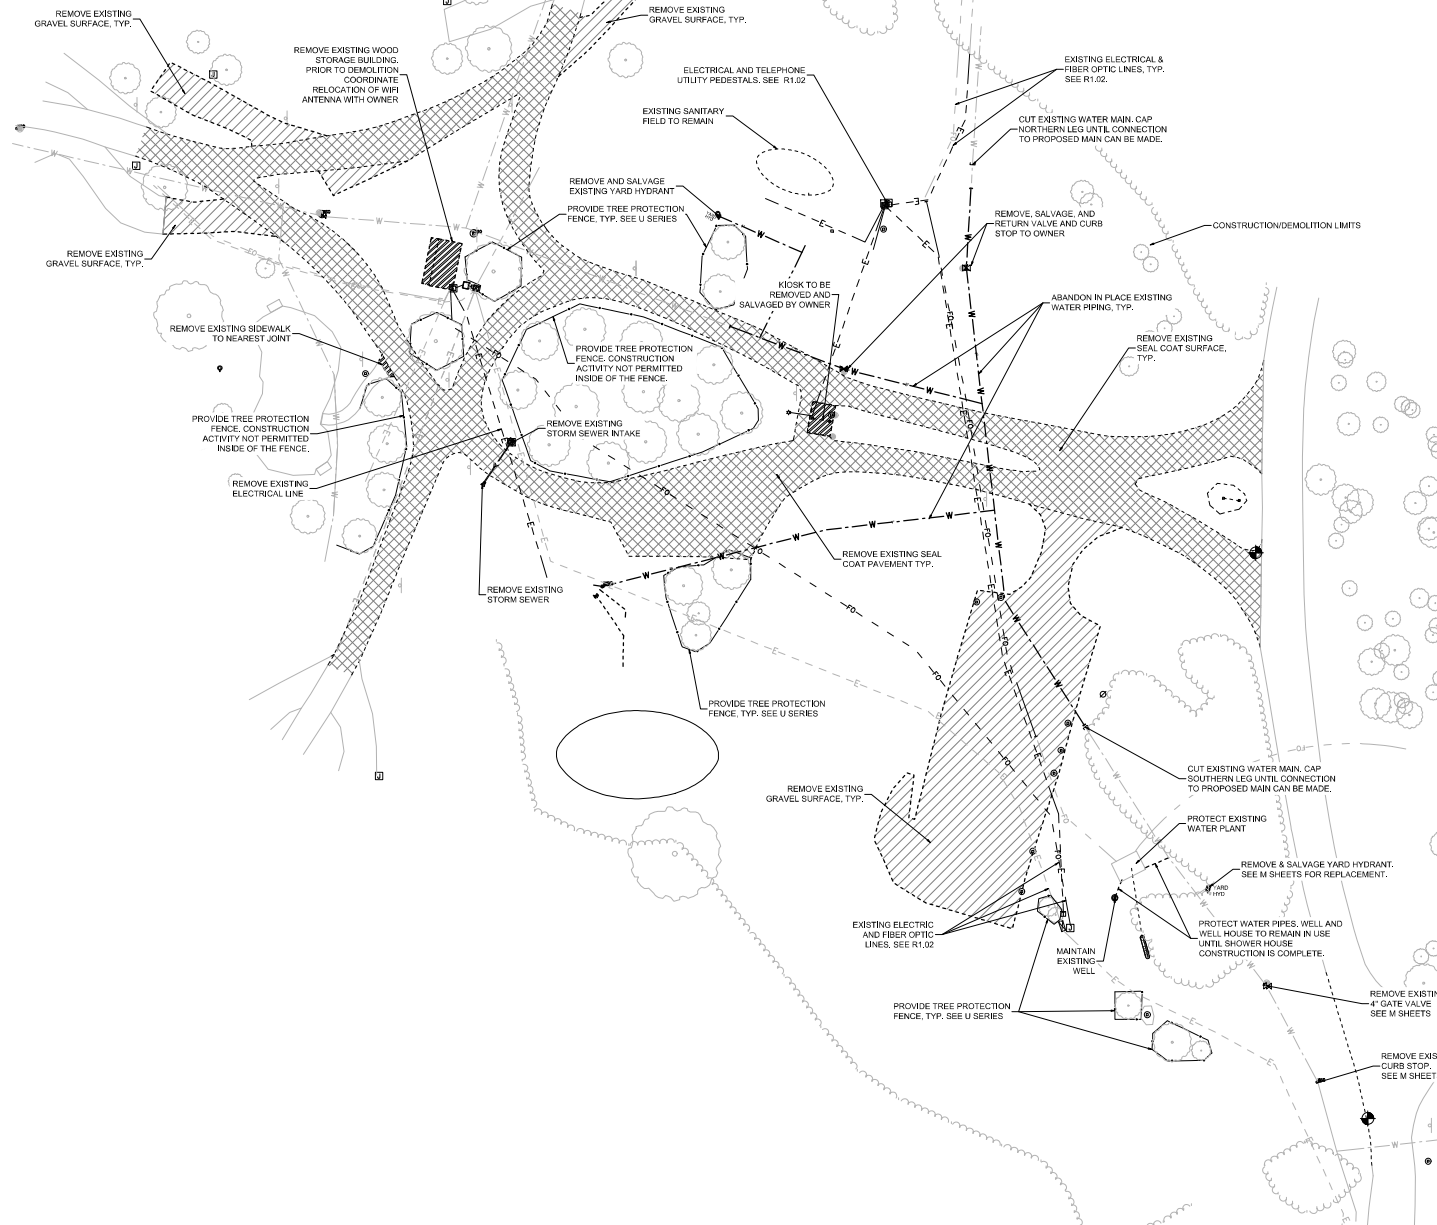 REMOVE EXISTING
GRAVEL SURFACE, TYP.
REMOVE EXISTING
GRAVEL SURFACE, TYP.
REMOVE EXISTING WOOD
STORAGE BUILDING.
PRIOR TO DEMOLITION
COORDINATE
RELOCATION OF WIFI
ANTENNA WITH OWNER
ELECTRICAL AND TELEPHONE
UTILITY PEDESTALS. SEE R1.02
EXISTING ELECTRICAL &
FIBER OPTIC LINES, TYP.
SEE R1.02.
EXISTING SANITARY
FIELD TO REMAIN
CUT EXISTING WATER MAIN. CAP
NORTHERN LEG UNTIL CONNECTION
TO PROPOSED MAIN CAN BE MADE.
REMOVE AND SALVAGE
EXISTING YARD HYDRANT
PROVIDE TREE PROTECTION
FENCE, TYP. SEE U SERIES
REMOVE, SALVAGE, AND
RETURN VALVE AND CURB
STOP TO OWNER
CONSTRUCTION/DEMOLITION LIMITS
REMOVE EXISTING
GRAVEL SURFACE, TYP.
KIOSK TO BE
REMOVED AND
SALVAGED BY OWNER
ABANDON IN PLACE EXISTING
WATER PIPING, TYP.
REMOVE EXISTING SIDEWALK
TO NEAREST JOINT
PROVIDE TREE PROTECTION
FENCE. CONSTRUCTION
ACTIVITY NOT PERMITTED
INSIDE OF THE FENCE.
REMOVE EXISTING
SEAL COAT SURFACE,
TYP.
PROVIDE TREE PROTECTION
FENCE. CONSTRUCTION
ACTIVITY NOT PERMITTED
INSIDE OF THE FENCE.
REMOVE EXISTING
STORM SEWER INTAKE
REMOVE EXISTING
ELECTRICAL LINE
REMOVE EXISTING SEAL
COAT PAVEMENT TYP.
REMOVE EXISTING
STORM SEWER
PROVIDE TREE PROTECTION
FENCE, TYP. SEE U SERIES
CUT EXISTING WATER MAIN. CAP
SOUTHERN LEG UNTIL CONNECTION
TO PROPOSED MAIN CAN BE MADE.
REMOVE EXISTING
GRAVEL SURFACE, TYP.
PROTECT EXISTING
WATER PLANT
REMOVE & SALVAGE YARD HYDRANT.
SEE M SHEETS FOR REPLACEMENT.
YARD
HYD
EXISTING ELECTRIC
AND FIBER OPTIC
LINES. SEE R1.02
PROTECT WATER PIPES. WELL AND
WELL HOUSE TO REMAIN IN USE
UNTIL SHOWER HOUSE
CONSTRUCTION IS COMPLETE.
MAINTAIN
EXISTING
WELL
PROVIDE TREE PROTECTION
FENCE, TYP. SEE U SERIES
REMOVE EXISTIN
4" GATE VALVE
SEE M SHEETS
REMOVE EXIS
CURB STOP.
SEE M SHEET